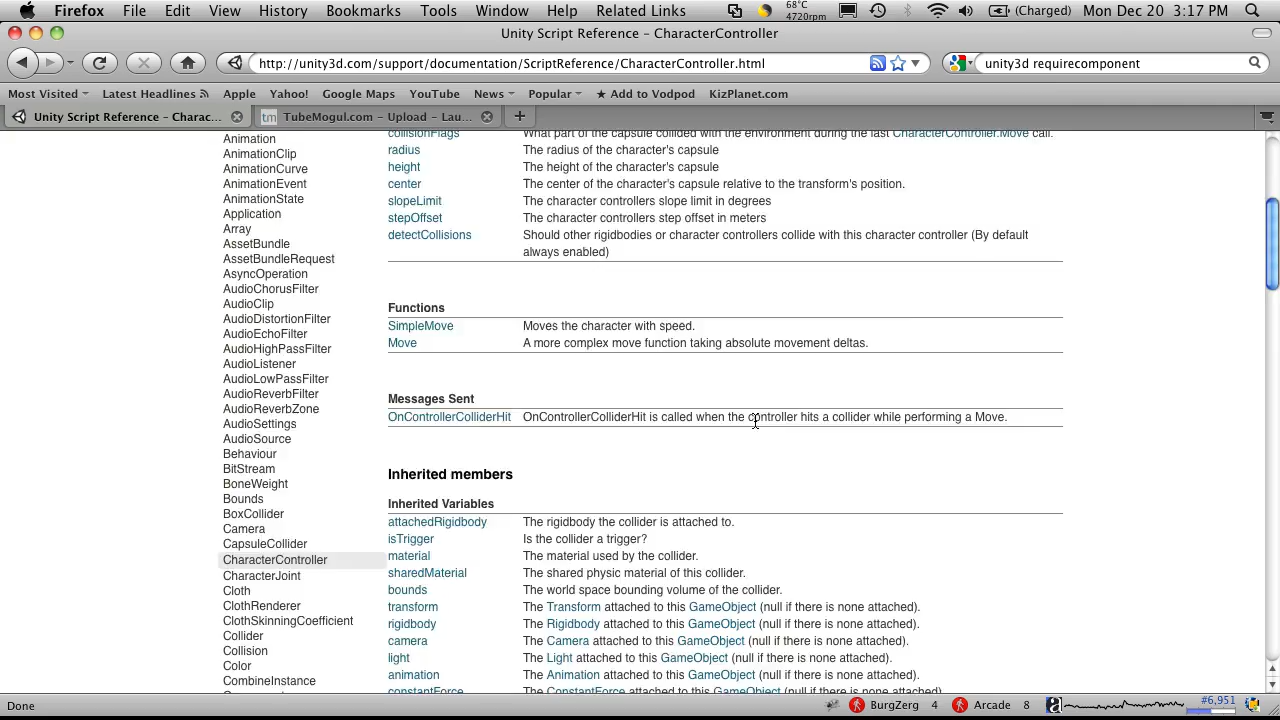 Firefox File Edit View History Bookmarks Tools Window Help Related Links 68°C 4720rpm (Charged) Mon Dec 20 3:17 PM
Unity Script Reference – CharacterController
http://unity3d.com/support/documentation/ScriptReference/CharacterController.html unity3d requirecomponent
Most Visited Latest Headlines Apple Yahoo! Google Maps YouTube News Popular ★ Add to Vodpod KizPlanet.com
Unity Script Reference – Charac... tm TubeMogul.com – Upload – Lau...
Animation
AnimationClip
AnimationCurve
AnimationEvent
AnimationState
Application
Array
AssetBundle
AssetBundleRequest
AsyncOperation
AudioChorusFilter
AudioClip
AudioDistortionFilter
AudioEchoFilter
AudioHighPassFilter
AudioListener
AudioLowPassFilter
AudioReverbFilter
AudioReverbZone
AudioSettings
AudioSource
Behaviour
BitStream
BoneWeight
Bounds
BoxCollider
Camera
CapsuleCollider
CharacterController
CharacterJoint
Cloth
ClothRenderer
ClothSkinningCoefficient
Collider
Collision
Color
CombineInstance
collisionFlags What part of the capsule collided with the environment during the last CharacterController.Move call.
radius The radius of the character's capsule
height The height of the character's capsule
center The center of the character's capsule relative to the transform's position.
slopeLimit The character controllers slope limit in degrees
stepOffset The character controllers step offset in meters
detectCollisions Should other rigidbodies or character controllers collide with this character controller (By default
always enabled)
Functions
SimpleMove Moves the character with speed.
Move A more complex move function taking absolute movement deltas.
Messages Sent
OnControllerColliderHit OnControllerColliderHit is called when the controller hits a collider while performing a Move.
Inherited members
Inherited Variables
attachedRigidbody The rigidbody the collider is attached to.
isTrigger Is the collider a trigger?
material The material used by the collider.
sharedMaterial The shared physic material of this collider.
bounds The world space bounding volume of the collider.
transform The Transform attached to this GameObject (null if there is none attached).
rigidbody The Rigidbody attached to this GameObject (null if there is none attached).
camera The Camera attached to this GameObject (null if there is none attached).
light The Light attached to this GameObject (null if there is none attached).
animation The Animation attached to this GameObject (null if there is none attached).
constantForce The ConstantForce attached to this GameObject (null if there is none attached).
Done BurgZerg 4 Arcade 8 a #6,951